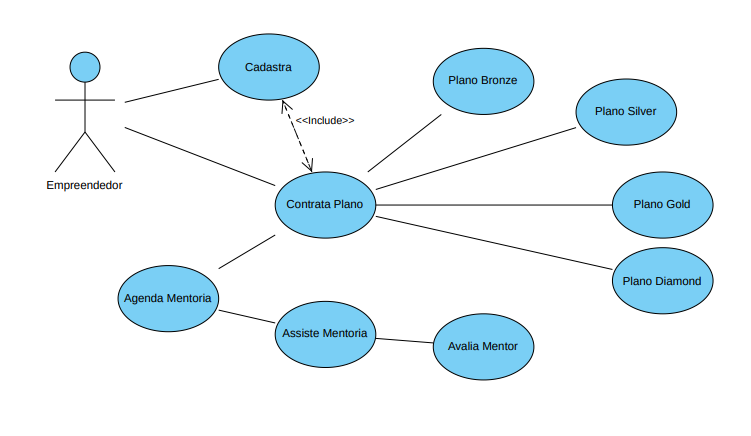 Cadastra
Plano Bronze
Plano Silver
<<Include>>
Empreendedor
Contrata Plano
Plano Gold
Plano Diamond
Agenda Mentoria
Assiste Mentoria
Avalia Mentor